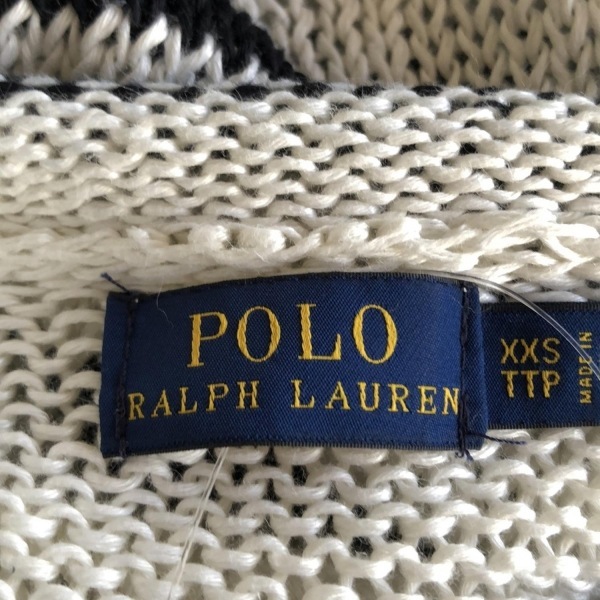 POLO
RALPH LAUREN
XXS
TTP
MADE IN